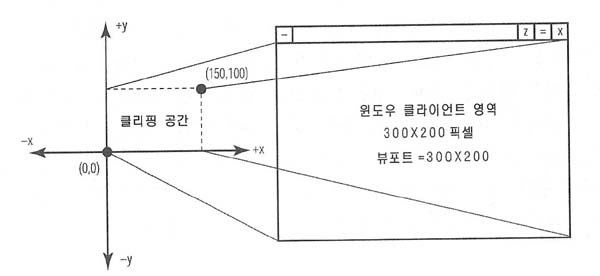 +y
- z = x
(150,100)
클리핑 공간
윈도우 클라이언트 영역
300X200 픽셀
뷰포트 =300X200
-x
+x
(0,0)
-y